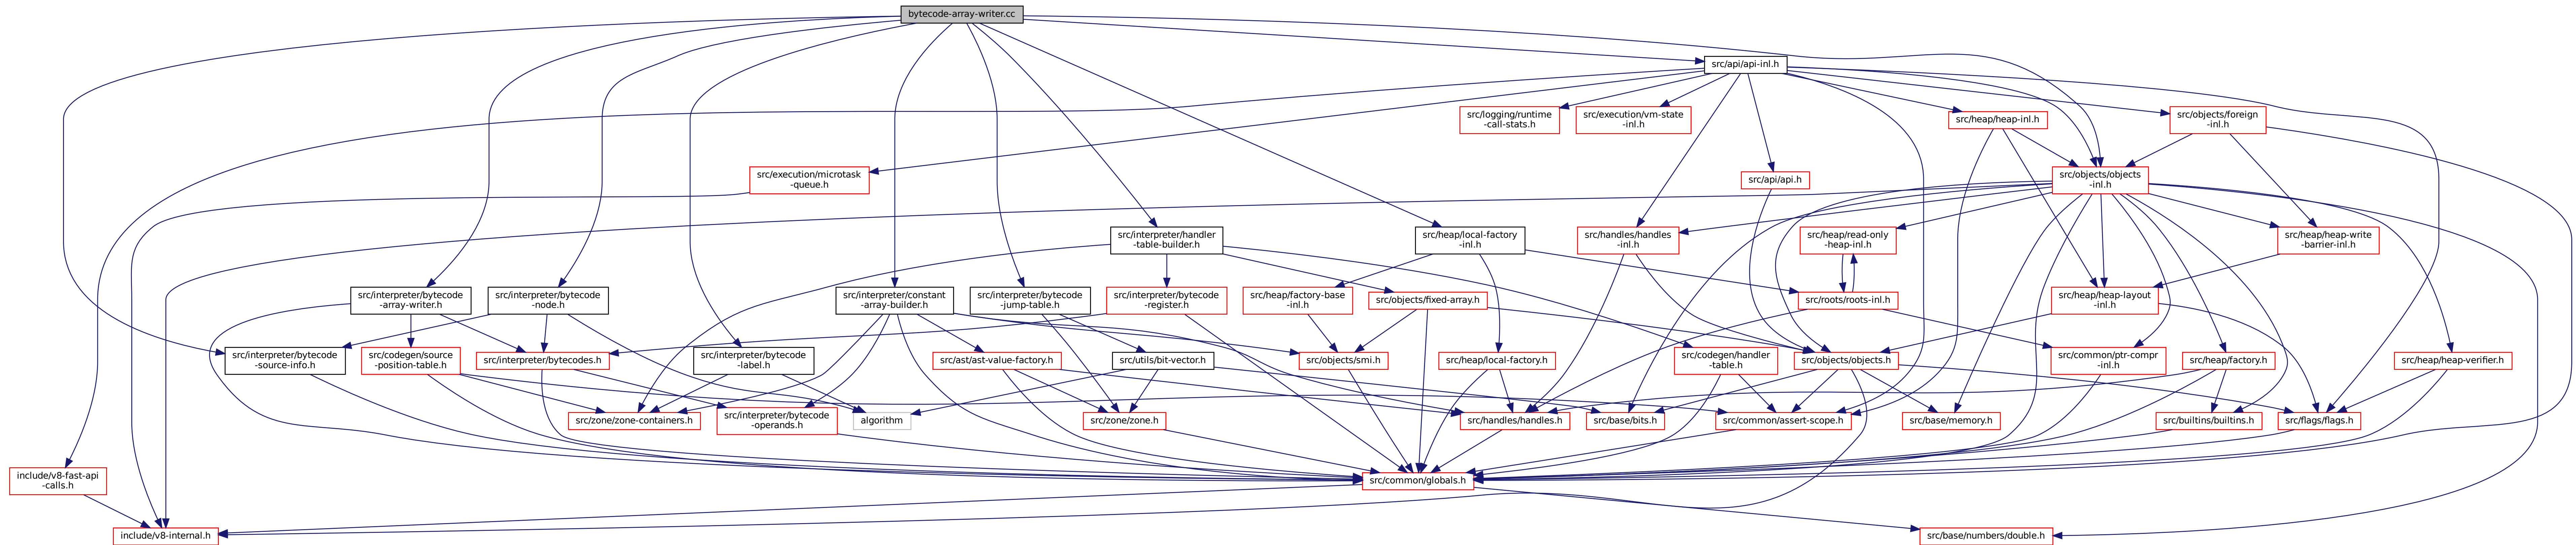 bytecode-array-writer.cc
src/api/api-inl.h
src/logging/runtime
-call-stats.h
src/execution/vm-state
-inl.h
src/heap/heap-inl.h
src/objects/foreign
-inl.h
src/execution/microtask
-queue.h
src/api/api.h
src/objects/objects
-inl.h
src/interpreter/handler
-table-builder.h
src/heap/local-factory
-inl.h
src/handles/handles
-inl.h
src/heap/read-only
-heap-inl.h
src/heap/heap-write
-barrier-inl.h
src/interpreter/bytecode
-array-writer.h
src/interpreter/bytecode
-node.h
src/interpreter/constant
-array-builder.h
src/interpreter/bytecode
-jump-table.h
src/interpreter/bytecode
-register.h
src/heap/factory-base
-inl.h
src/objects/fixed-array.h
src/roots/roots-inl.h
src/heap/heap-layout
-inl.h
src/interpreter/bytecode
-source-info.h
src/codegen/source
-position-table.h
src/interpreter/bytecodes.h
src/interpreter/bytecode
-label.h
src/ast/ast-value-factory.h
src/utils/bit-vector.h
src/objects/smi.h
src/heap/local-factory.h
src/codegen/handler
-table.h
src/objects/objects.h
src/common/ptr-compr
-inl.h
src/heap/factory.h
src/heap/heap-verifier.h
src/zone/zone-containers.h
src/interpreter/bytecode
-operands.h
algorithm
src/zone/zone.h
src/handles/handles.h
src/base/bits.h
src/common/assert-scope.h
src/base/memory.h
src/builtins/builtins.h
src/flags/flags.h
include/v8-fast-api
-calls.h
src/common/globals.h
include/v8-internal.h
src/base/numbers/double.h